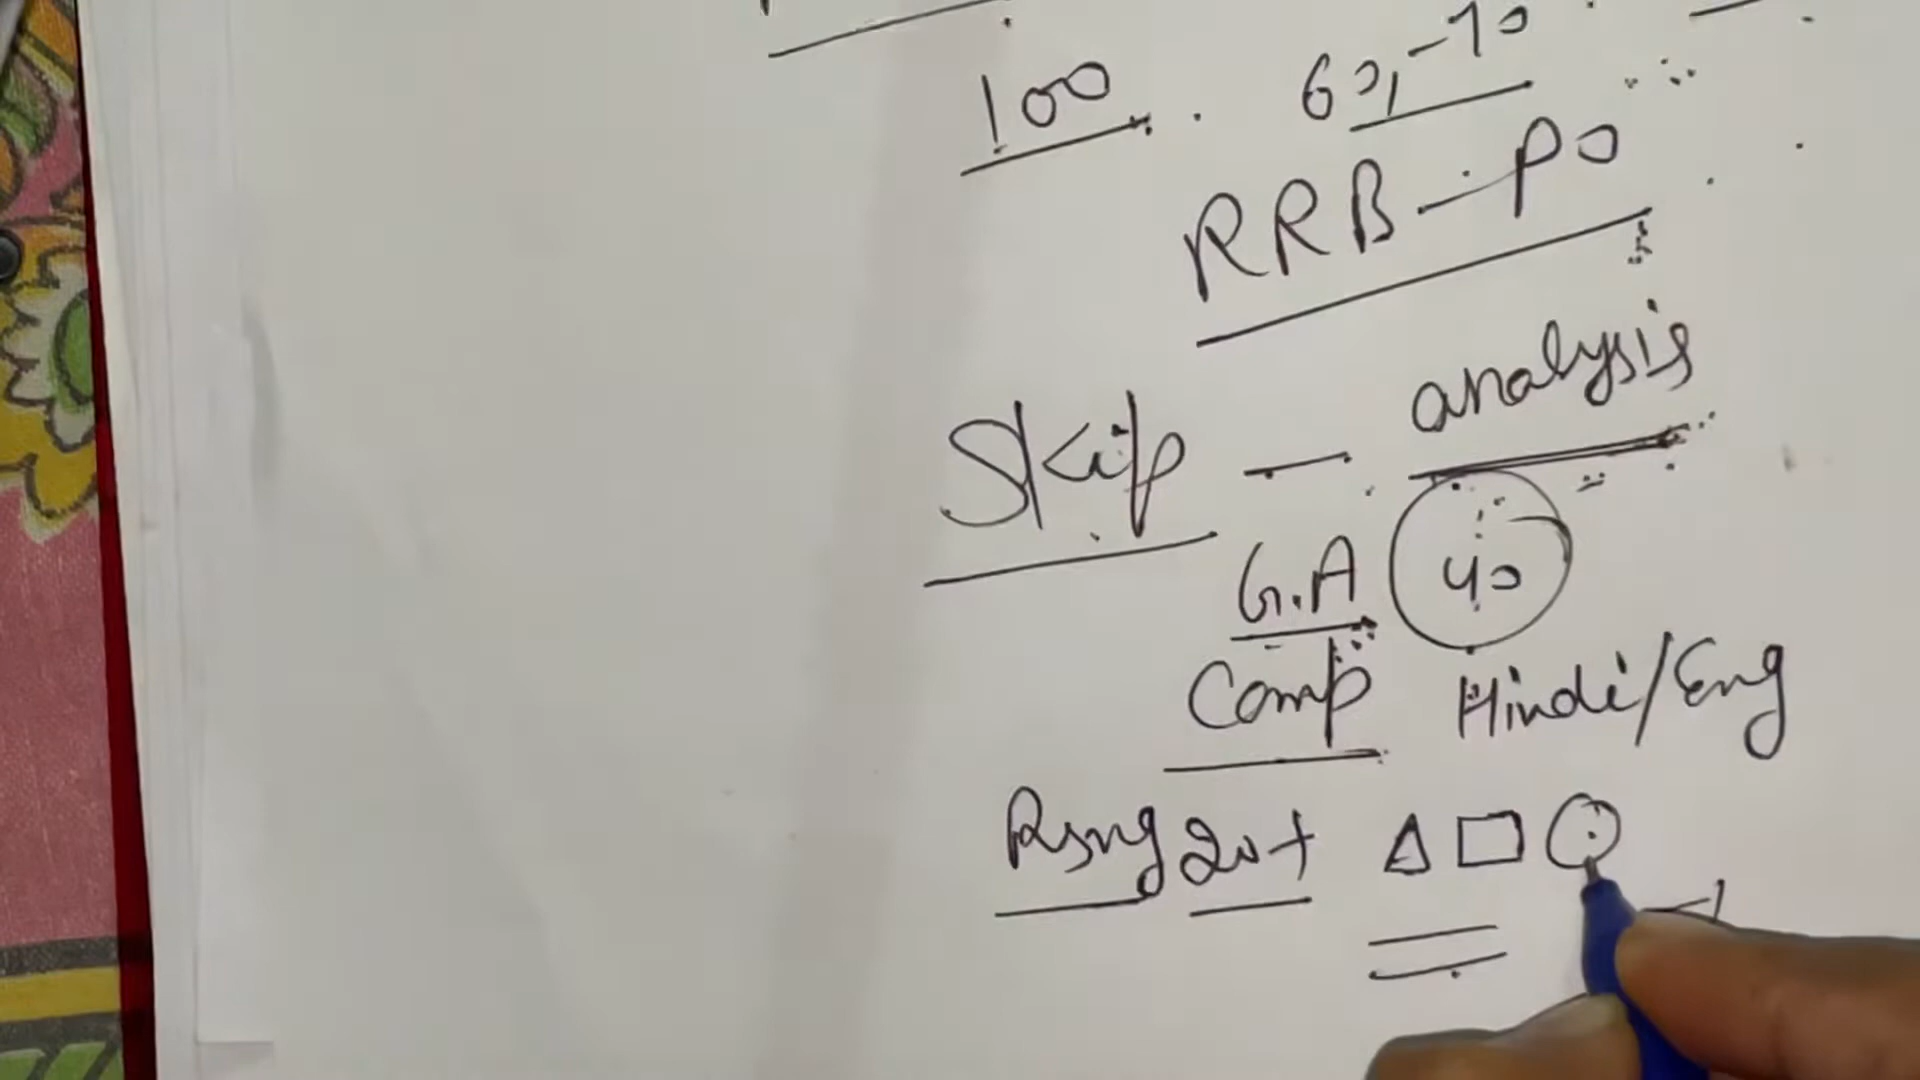 100 60,-70
RRB-PO
Skip — analysis
G.A 40
Comp Hindi/Eng
Rsng 20+